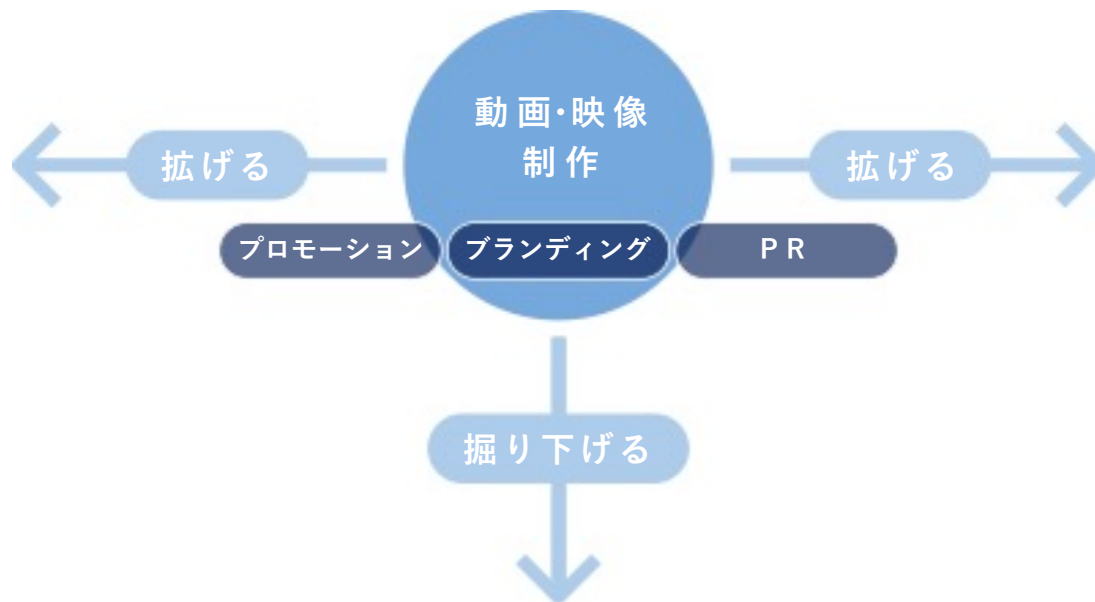 動画・映像
制作
拡げる
拡げる
プロモーション
ブランディング
PR
掘り下げる